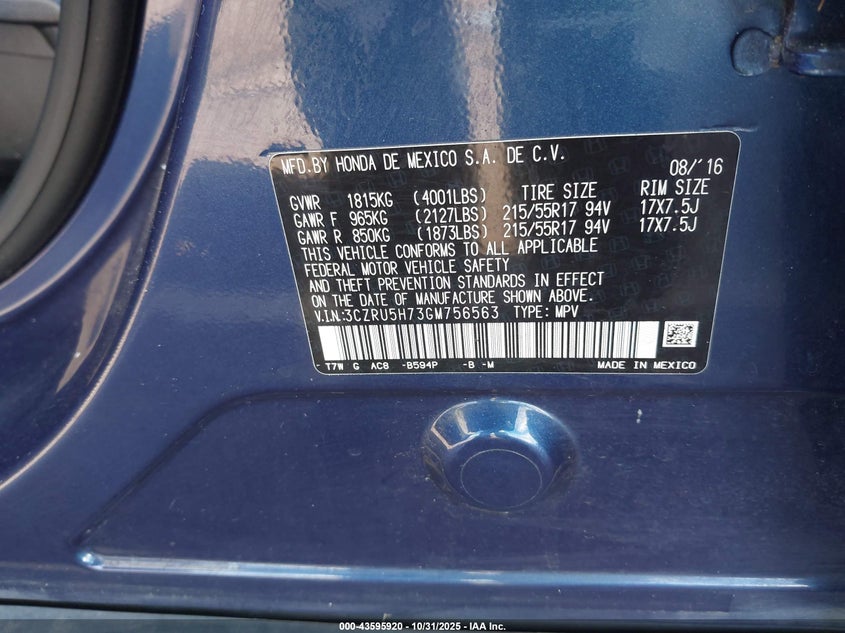 MFD.BY HONDA DE MEXICO S.A. DE C.V. 08/'16
GVWR 1815KG (4001LBS) TIRE SIZE RIM SIZE
GAWR F 965KG (2127LBS) 215/55R17 94V 17X7.5J
GAWR R 850KG (1873LBS) 215/55R17 94V 17X7.5J
THIS VEHICLE CONFORMS TO ALL APPLICABLE
FEDERAL MOTOR VEHICLE SAFETY
AND THEFT PREVENTION STANDARDS IN EFFECT
ON THE DATE OF MANUFACTURE SHOWN ABOVE.
V.I.N:3CZRU5H73GM756563 TYPE: MPV
T7W G AC8 -B594P -B -M MADE IN MEXICO
000-43595920 - 10/31/2025 - IAA Inc.